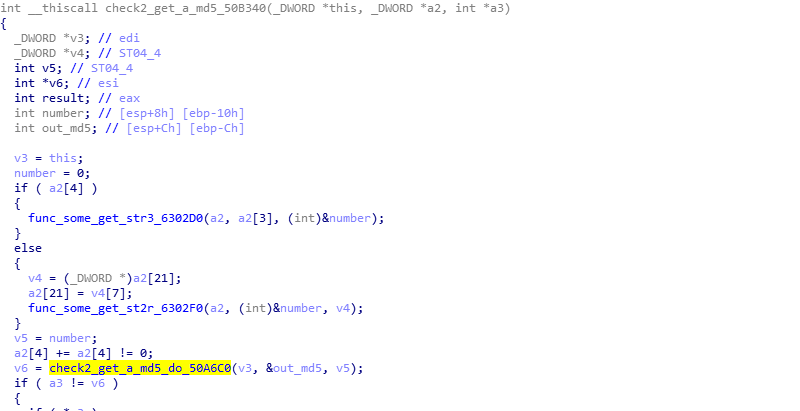 int __thiscall check2_get_a_md5_50B340(_DWORD *this, _DWORD *a2, int *a3)
{
  _DWORD *v3; // edi
  _DWORD *v4; // ST04_4
  int v5; // ST04_4
  int *v6; // esi
  int result; // eax
  int number; // [esp+8h] [ebp-10h]
  int out_md5; // [esp+Ch] [ebp-Ch]

  v3 = this;
  number = 0;
  if ( a2[4] )
  {
    func_some_get_str3_6302D0(a2, a2[3], (int)&number);
  }
  else
  {
    v4 = (_DWORD *)a2[21];
    a2[21] = v4[7];
    func_some_get_st2r_6302F0(a2, (int)&number, v4);
  }
  v5 = number;
  a2[4] += a2[4] != 0;
  v6 = check2_get_a_md5_do_50A6C0(v3, &out_md5, v5);
  if ( a3 != v6 )
  {